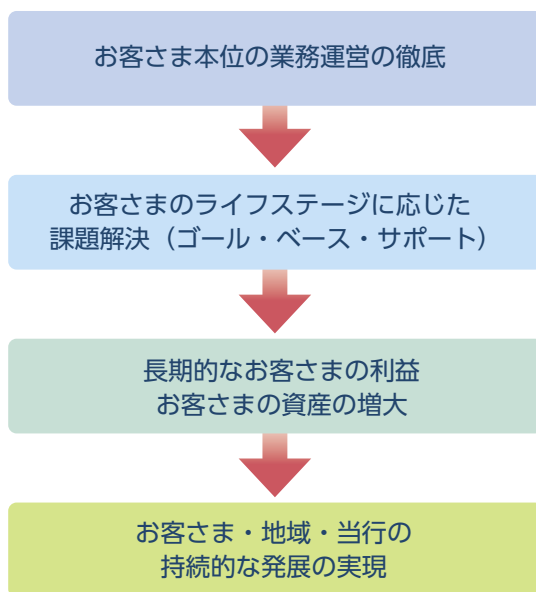 お客さま本位の業務運営の徹底
お客さまのライフステージに応じた
課題解決（ゴール・ベース・サポート）
長期的なお客さまの利益
お客さまの資産の増大
お客さま・地域・当行の
持続的な発展の実現